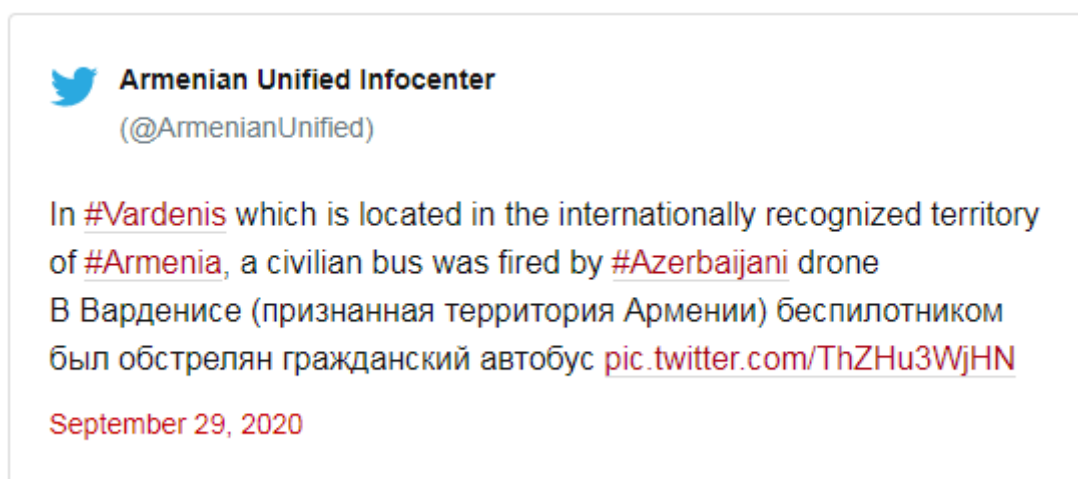 Armenian Unified Infocenter
(@ArmenianUnified)
In #Vardenis which is located in the internationally recognized territory
of #Armenia, a civilian bus was fired by #Azerbaijani drone
В Варденисе (признанная территория Армении) беспилотником
был обстрелян гражданский автобус pic.twitter.com/ThZHu3WjHN
September 29, 2020